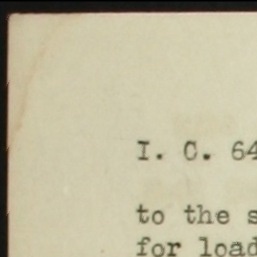 I. C. 64
to the s
for load